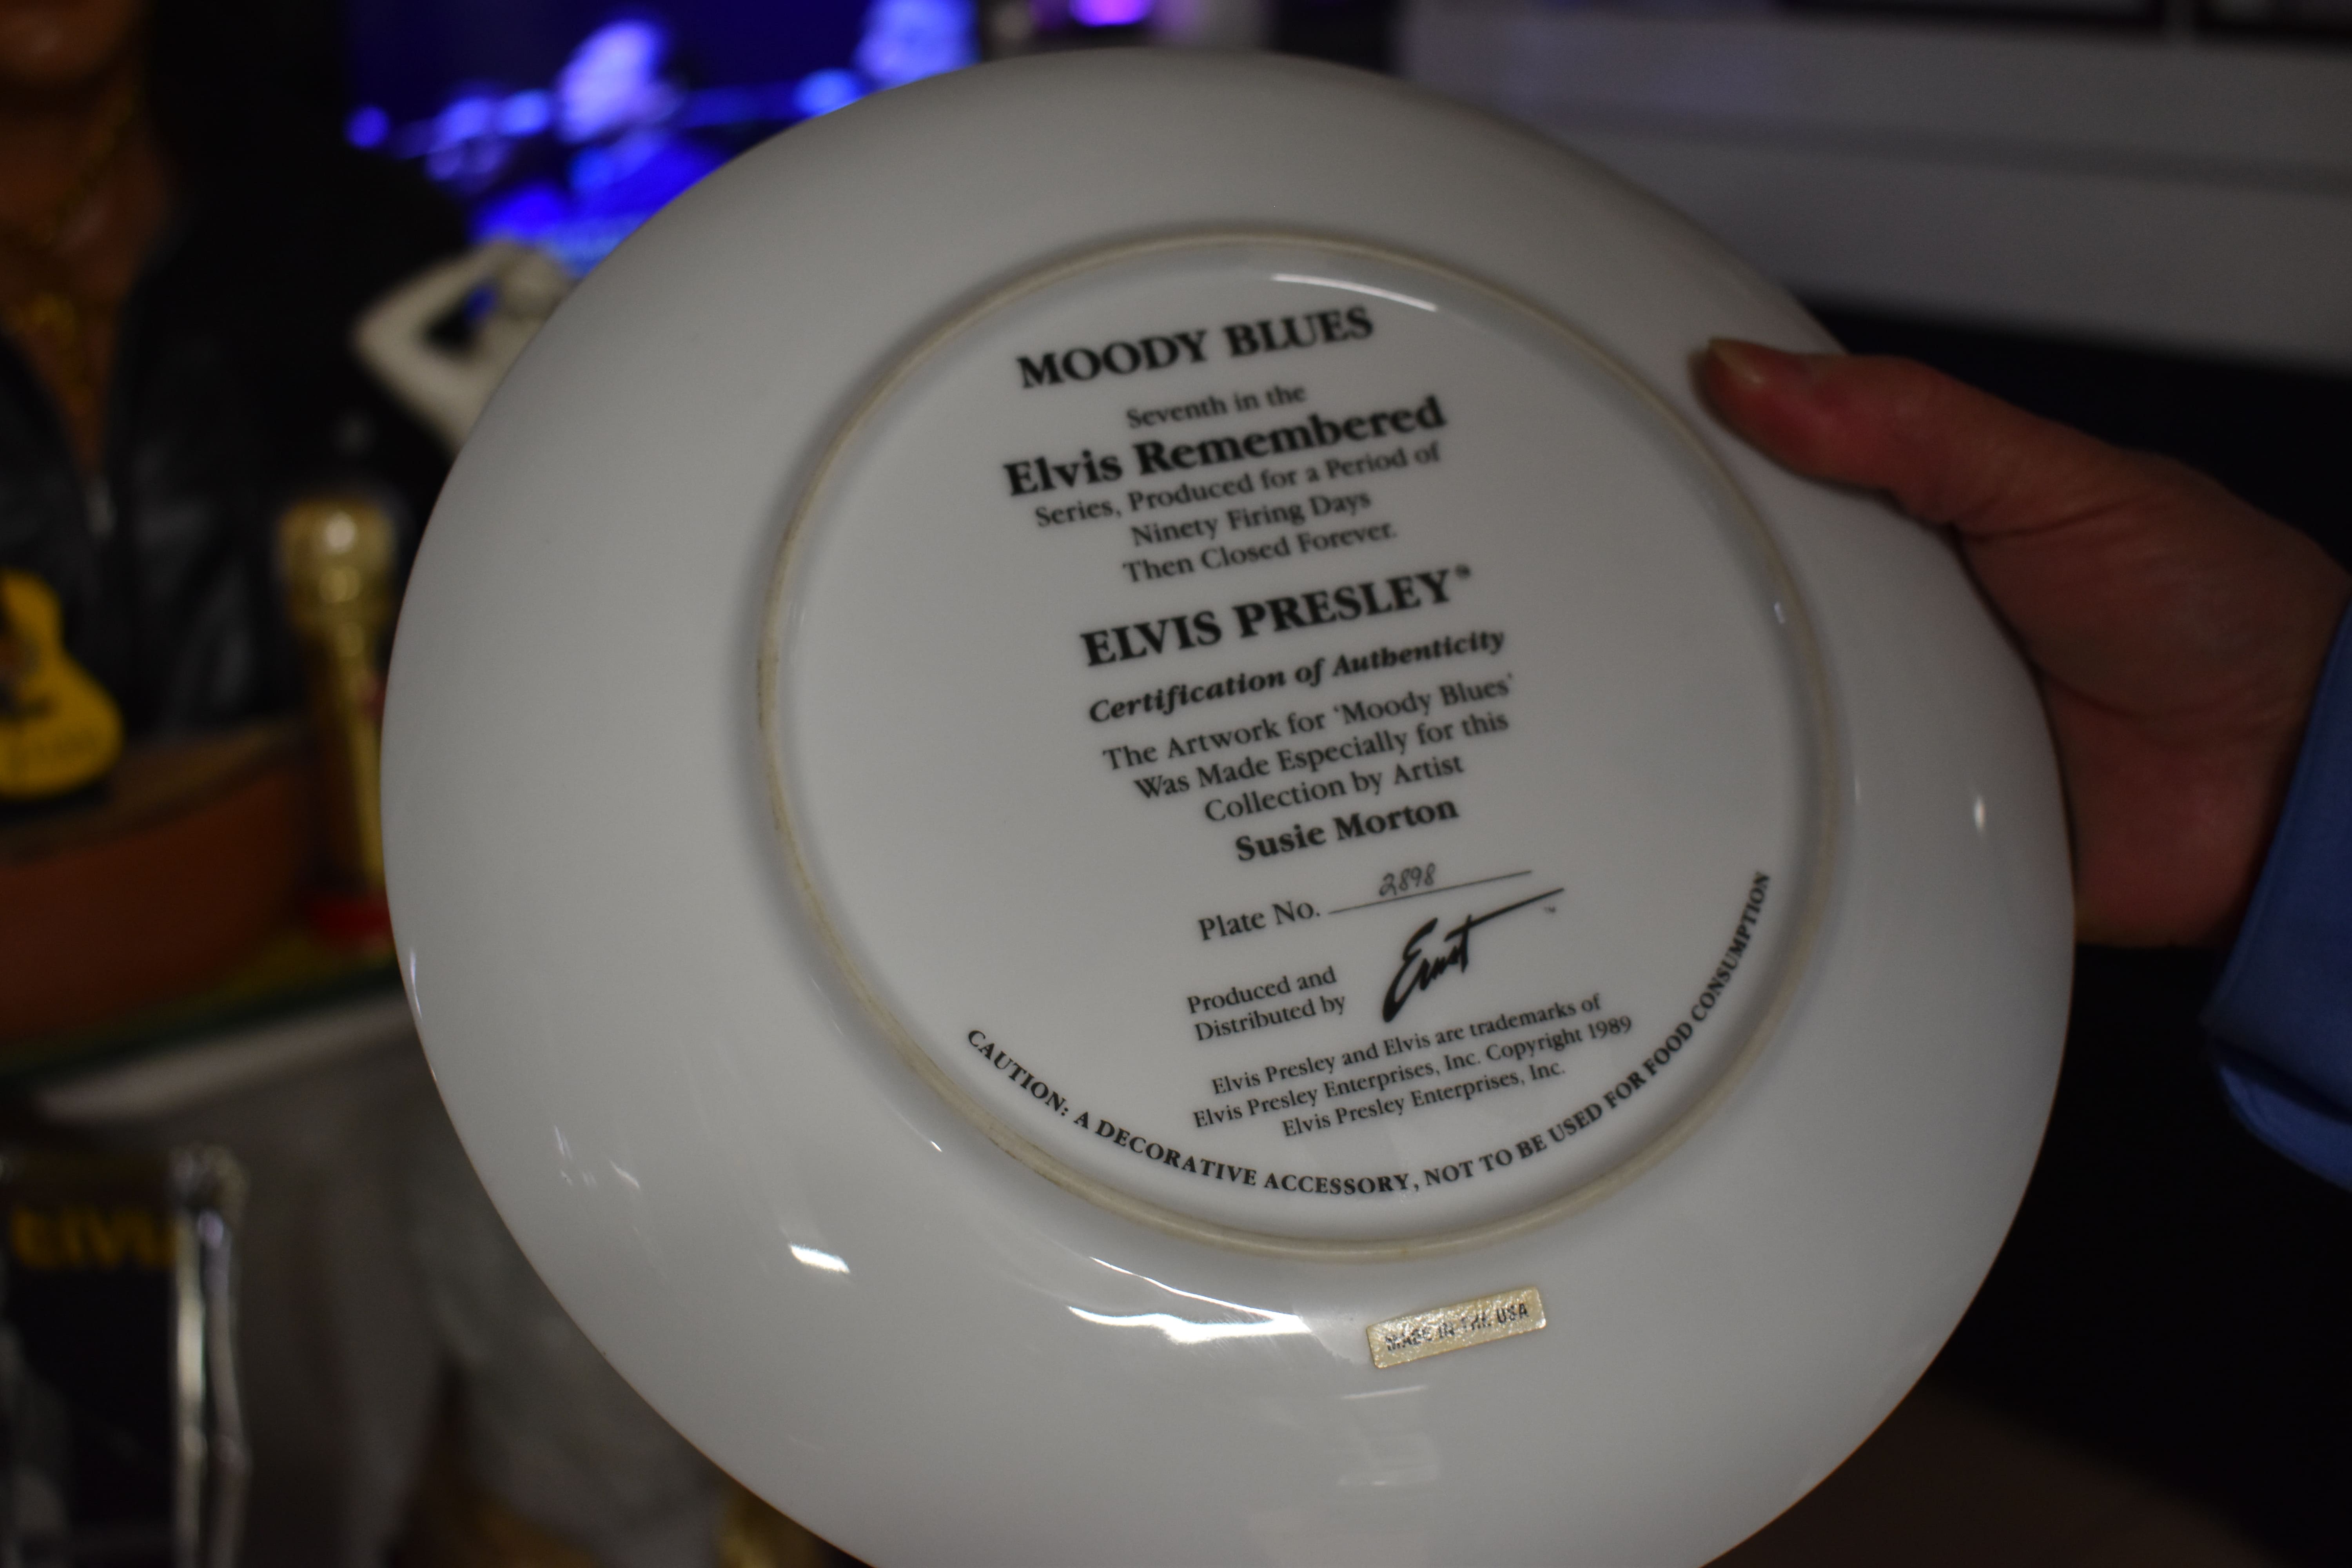 MOODY BLUES
Seventh in the
Elvis Remembered
Series, Produced for a Period of
Ninety Firing Days
Then Closed Forever.
ELVIS PRESLEY®
Certification of Authenticity
The Artwork for ‘Moody Blues’
Was Made Especially for this
Collection by Artist
Susie Morton
Plate No. 2898
Produced and
Distributed by
Ernst™
Elvis Presley and Elvis are trademarks of
Elvis Presley Enterprises, Inc. Copyright 1989
Elvis Presley Enterprises, Inc.
CAUTION: A DECORATIVE ACCESSORY, NOT TO BE USED FOR FOOD CONSUMPTION
MADE IN THE USA
ELVIS